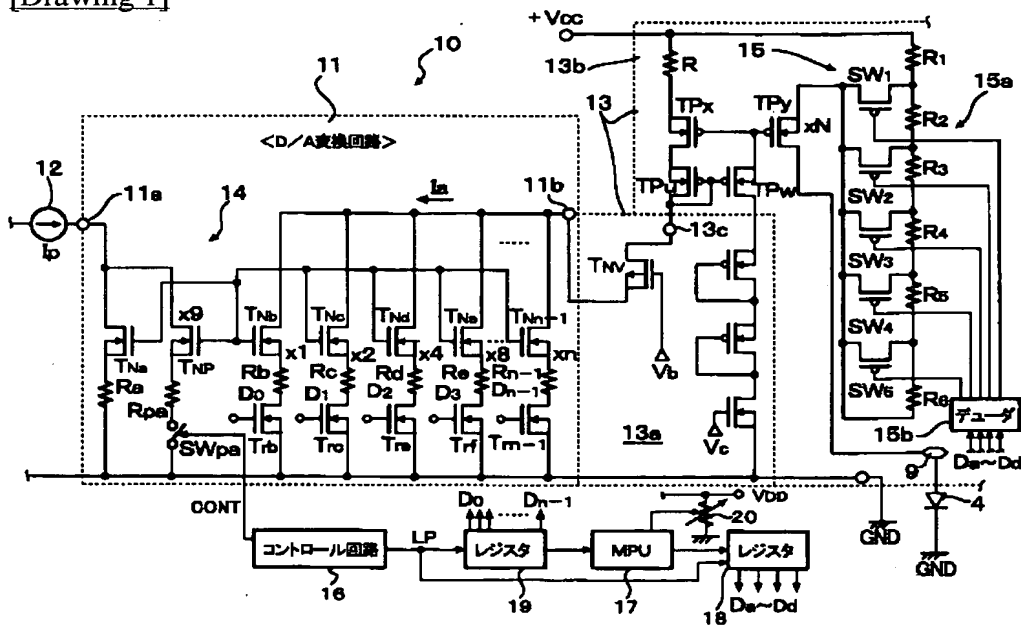 [Drawing 1]
10
+Vcc
11
13b
13
R
15
SW1
R1
15a
TPx
TPy
xN
R2
<D/A変換回路>
12
11a
14
Ia
11b
TPu
TPw
SW2
R3
Ip
13c
SW3
R4
TNV
x9
TNb
TNc
TNd
TNe
TNn-1
SW4
R5
TNa
TNP
x1
x2
x4
x8
xn
Vb
SW5
Ra
Rpa
Rb
Rc
Rd
Re
Rn-1
D0
D1
D2
D3
Dn-1
R6
デューダ
15b
SWpa
Trb
Trc
Tre
Trf
Trn-1
13a
Vc
Da~Dd
9
4
CONT
D0
Dn-1
VDD
20
GND
GND
コントロール回路
LP
レジスタ
MPU
レジスタ
16
19
17
18
Da~Dd